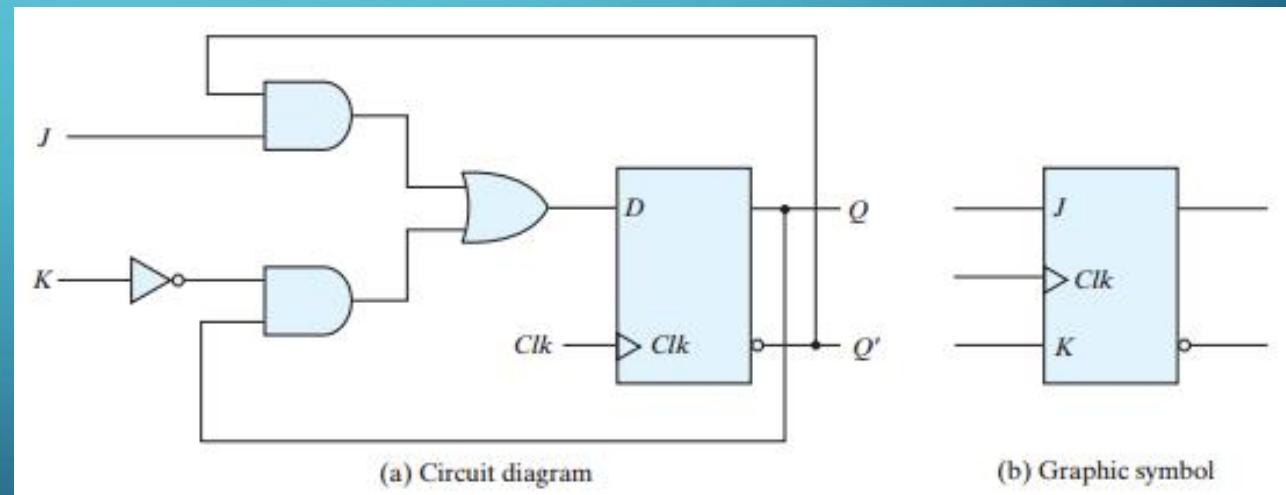 J
K
D
Clk
Clk
Q
Q'
(a) Circuit diagram
J
Clk
K
(b) Graphic symbol